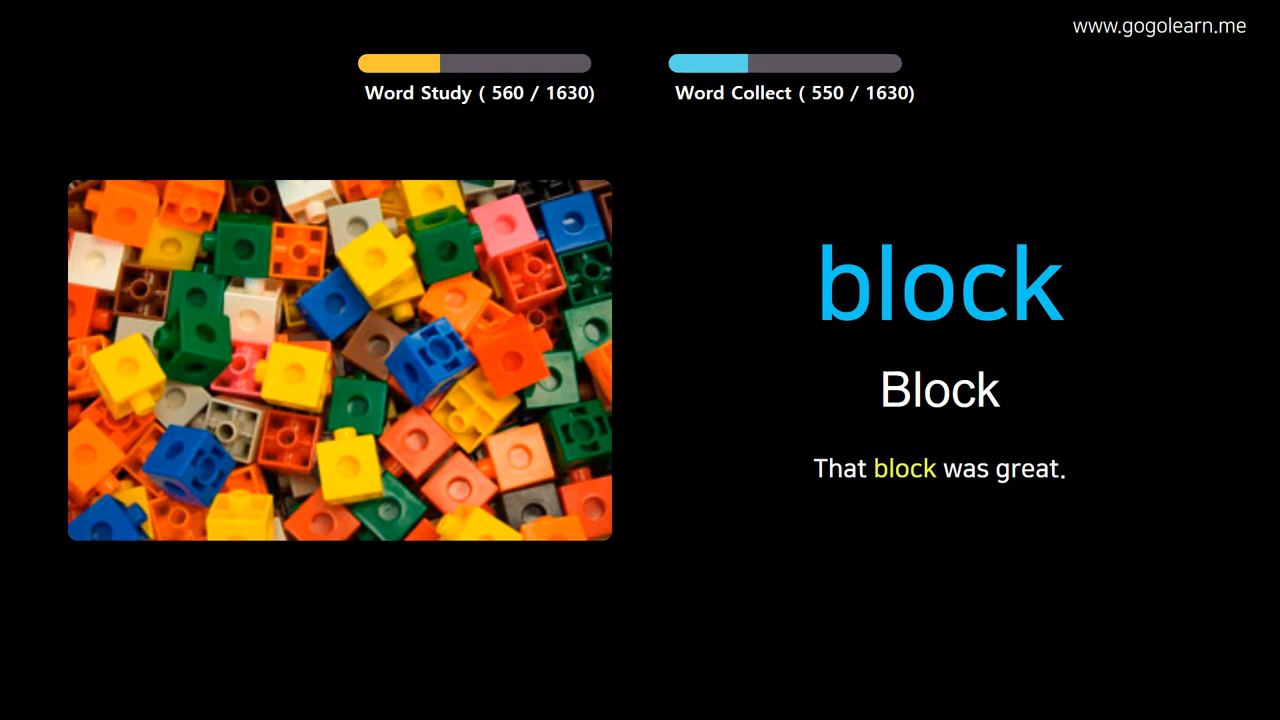 www.gogolearn.me
Word Study ( 560 / 1630)
Word Collect ( 550 / 1630)
block
Block
That block was great.